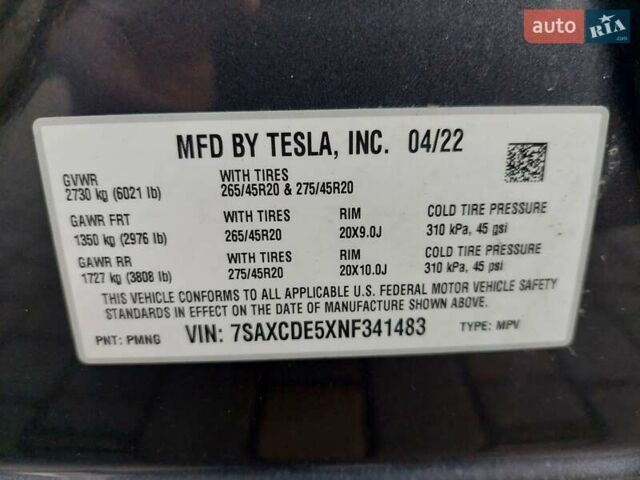 auto RIA.com
MFD BY TESLA, INC. 04/22
GVWR WITH TIRES
2730 kg (6021 lb) 265/45R20 & 275/45R20
GAWR FRT WITH TIRES RIM COLD TIRE PRESSURE
1350 kg (2976 lb) 265/45R20 20X9.0J 310 kPa, 45 psi
GAWR RR WITH TIRES RIM COLD TIRE PRESSURE
1727 kg (3808 lb) 275/45R20 20X10.0J 310 kPa, 45 psi
THIS VEHICLE CONFORMS TO ALL APPLICABLE U.S. FEDERAL MOTOR VEHICLE SAFETY
STANDARDS IN EFFECT ON THE DATE OF MANUFACTURE SHOWN ABOVE.
PNT: PMNG VIN: 7SAXCDE5XNF341483 TYPE: MPV